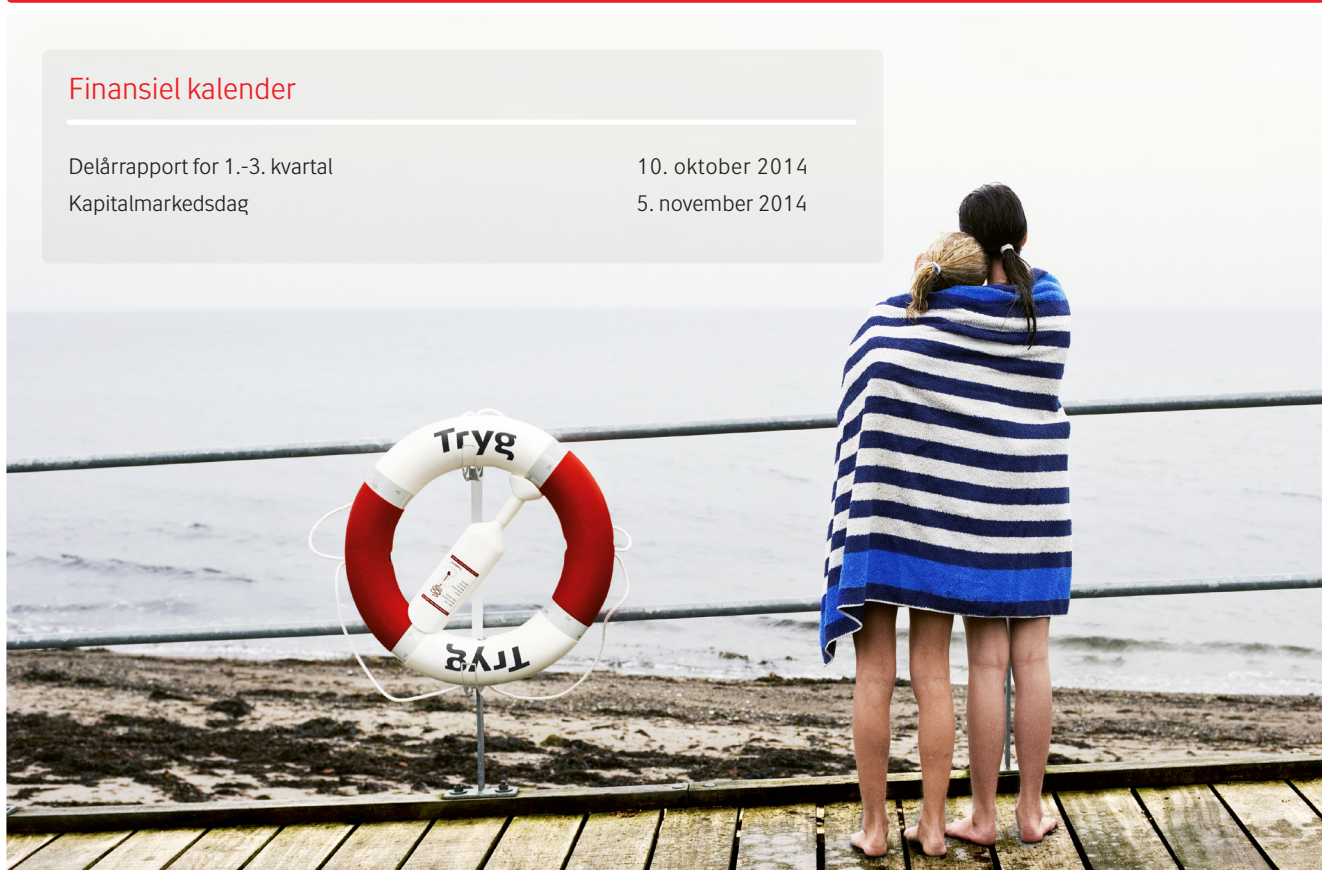 Finansiel kalender
Delårrapport for 1.-3. kvartal 10. oktober 2014
Kapitalmarkedsdag 5. november 2014
Tryg
Tryg